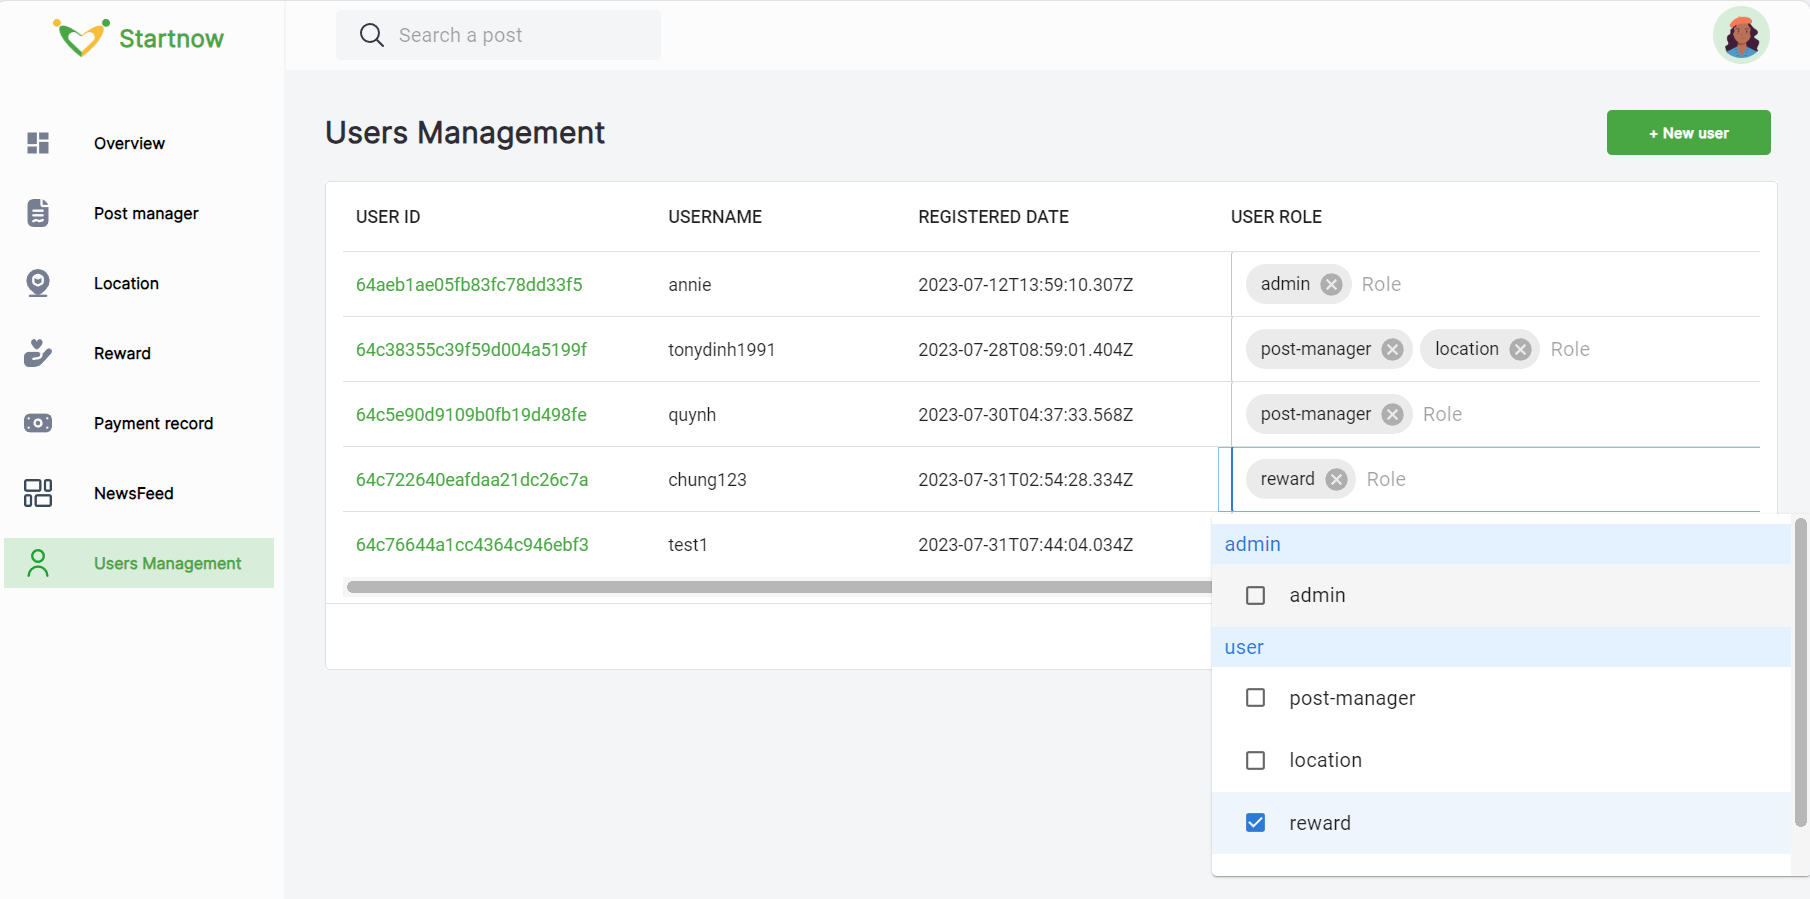 Startnow
Search a post
Overview
Post manager
Location
Reward
Payment record
NewsFeed
Users Management
Users Management
+ New user
USER ID USERNAME REGISTERED DATE USER ROLE
64aeb1ae05fb83fc78dd33f5 annie 2023-07-12T13:59:10.307Z admin Role
64c38355c39f59d004a5199f tonydinh1991 2023-07-28T08:59:01.404Z post-manager location Role
64c5e90d9109b0fb19d498fe quynh 2023-07-30T04:37:33.568Z post-manager Role
64c722640eafdaa21dc26c7a chung123 2023-07-31T02:54:28.334Z reward Role
64c76644a1cc4364c946ebf3 test1 2023-07-31T07:44:04.034Z
admin
admin
user
post-manager
location
reward